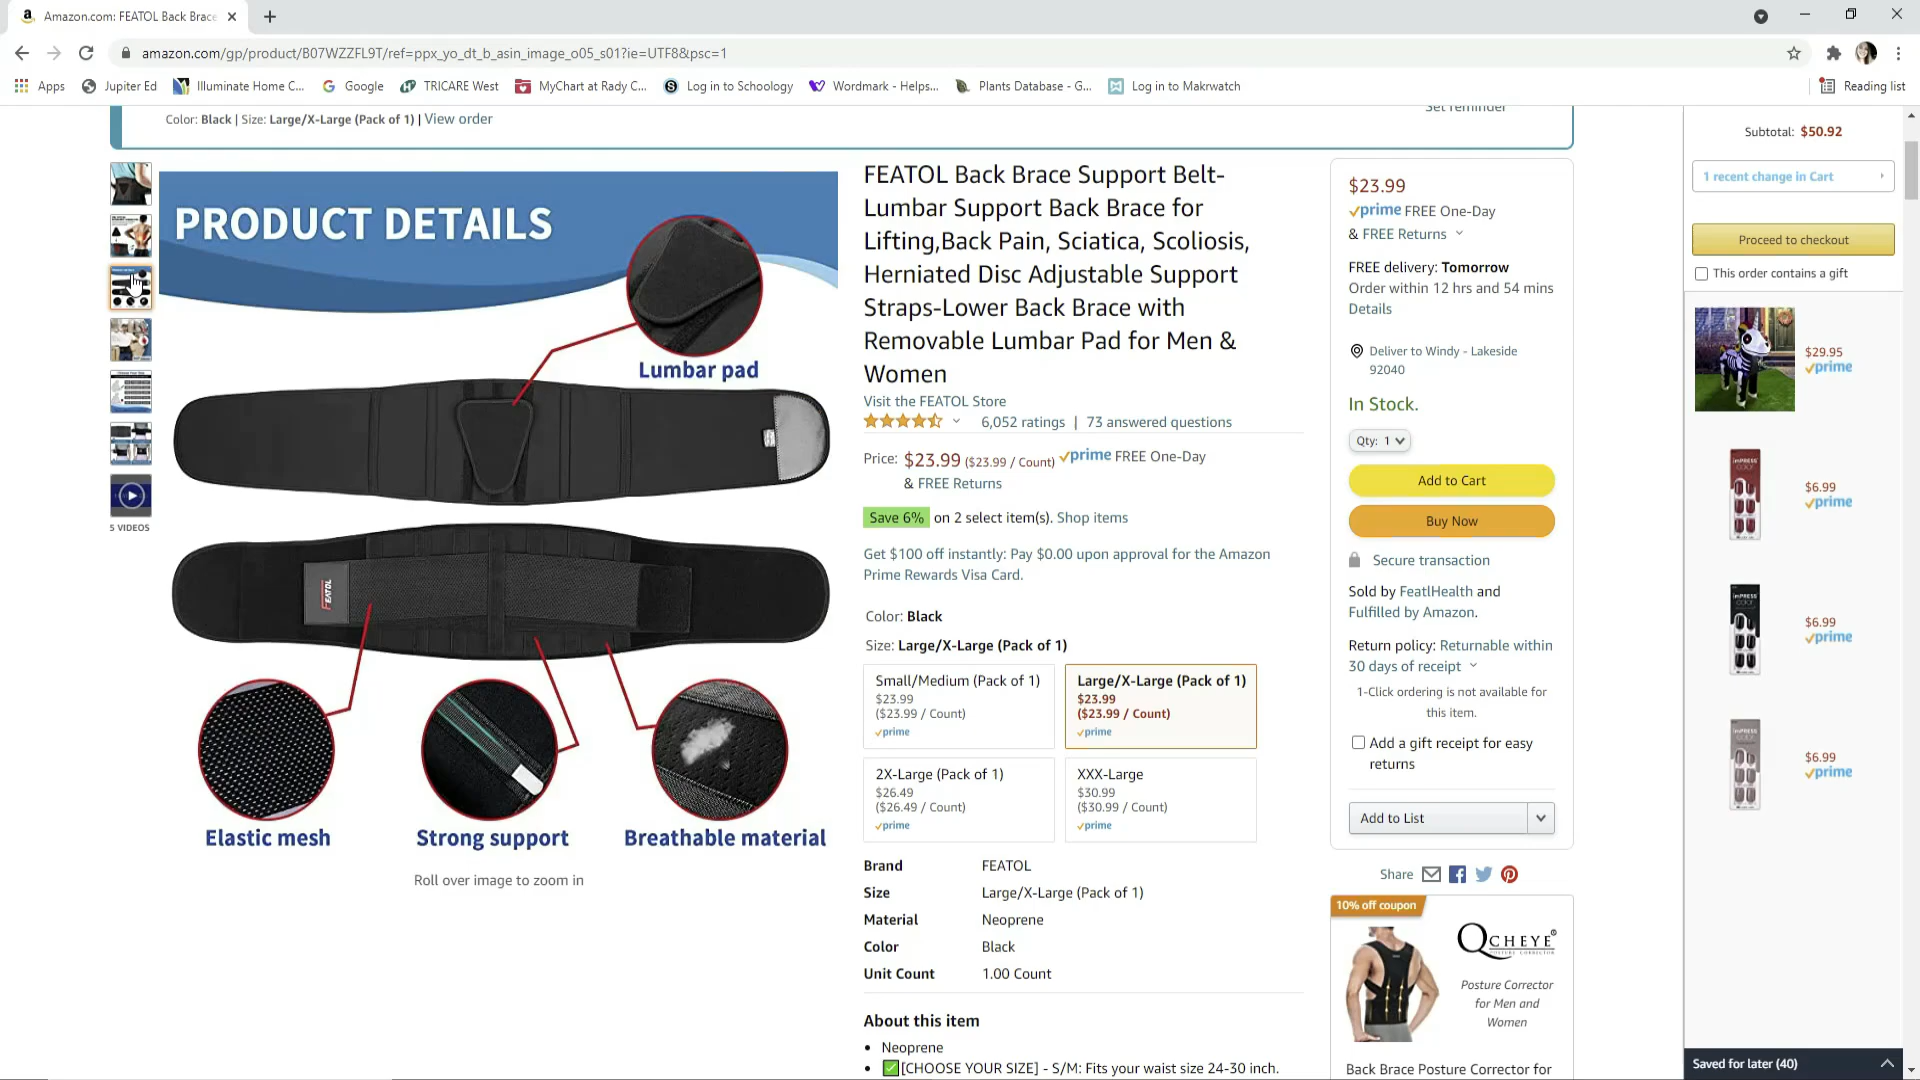 Amazon.com: FEATOL Back Brace
amazon.com/gp/product/B07WZZFL9T/ref=ppx_yo_dt_b_asin_image_o05_s01?ie=UTF8&psc=1
Apps Jupiter Ed Illuminate Home C... Google TRICARE West MyChart at Rady C... Log in to Schoology Wordmark - Helps... Plants Database - G... Log in to Makrwatch Reading list
Set reminder
Color: Black | Size: Large/X-Large (Pack of 1) | View order
5 VIDEOS
PRODUCT DETAILS
Lumbar pad
FEATOL
Elastic mesh
Strong support
Breathable material
Roll over image to zoom in
FEATOL Back Brace Support Belt-
Lumbar Support Back Brace for
Lifting,Back Pain, Sciatica, Scoliosis,
Herniated Disc Adjustable Support
Straps-Lower Back Brace with
Removable Lumbar Pad for Men &
Women
Visit the FEATOL Store
6,052 ratings | 73 answered questions
Price: $23.99 ($23.99 / Count) prime FREE One-Day
& FREE Returns
Save 6% on 2 select item(s). Shop items
Get $100 off instantly: Pay $0.00 upon approval for the Amazon
Prime Rewards Visa Card.
Color: Black
Size: Large/X-Large (Pack of 1)
Small/Medium (Pack of 1)
$23.99
($23.99 / Count)
prime
Large/X-Large (Pack of 1)
$23.99
($23.99 / Count)
prime
2X-Large (Pack of 1)
$26.49
($26.49 / Count)
prime
XXX-Large
$30.99
($30.99 / Count)
prime
Brand FEATOL
Size Large/X-Large (Pack of 1)
Material Neoprene
Color Black
Unit Count 1.00 Count
About this item
• Neoprene
• ✅[CHOOSE YOUR SIZE] - S/M: Fits your waist size 24-30 inch.
$23.99
prime FREE One-Day
& FREE Returns
FREE delivery: Tomorrow
Order within 12 hrs and 54 mins
Details
Deliver to Windy - Lakeside
92040
In Stock.
Qty: 1
Add to Cart
Buy Now
Secure transaction
Sold by FeatlHealth and
Fulfilled by Amazon.
Return policy: Returnable within
30 days of receipt
1-Click ordering is not available for
this item.
Add a gift receipt for easy
returns
Add to List
Share
10% off coupon
QCHEYE®
POSTURE CORRECTOR
Posture Corrector
for Men and
Women
Back Brace Posture Corrector for
Subtotal: $50.92
1 recent change in Cart
Proceed to checkout
This order contains a gift
$29.95
prime
imPRESS
color
$6.99
prime
imPRESS
color
$6.99
prime
imPRESS
color
$6.99
prime
Saved for later (40)